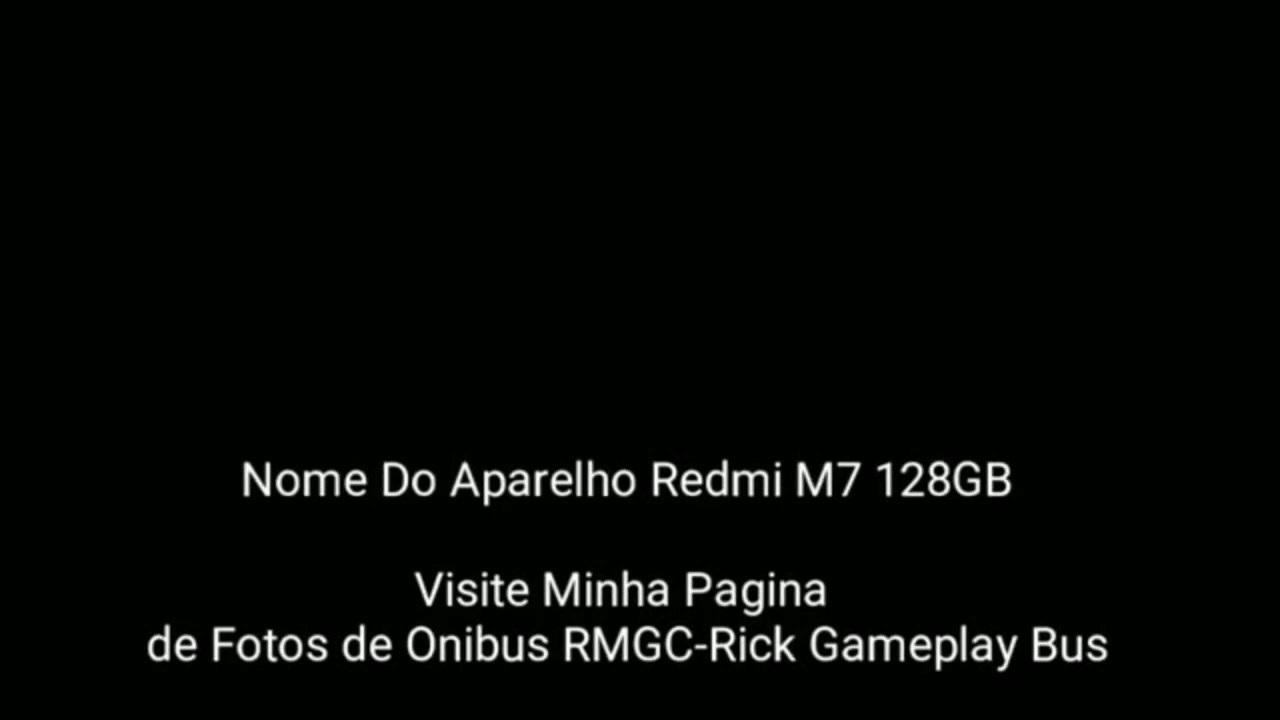 Nome Do Aparelho Redmi M7 128GB
Visite Minha Pagina
de Fotos de Onibus RMGC-Rick Gameplay Bus